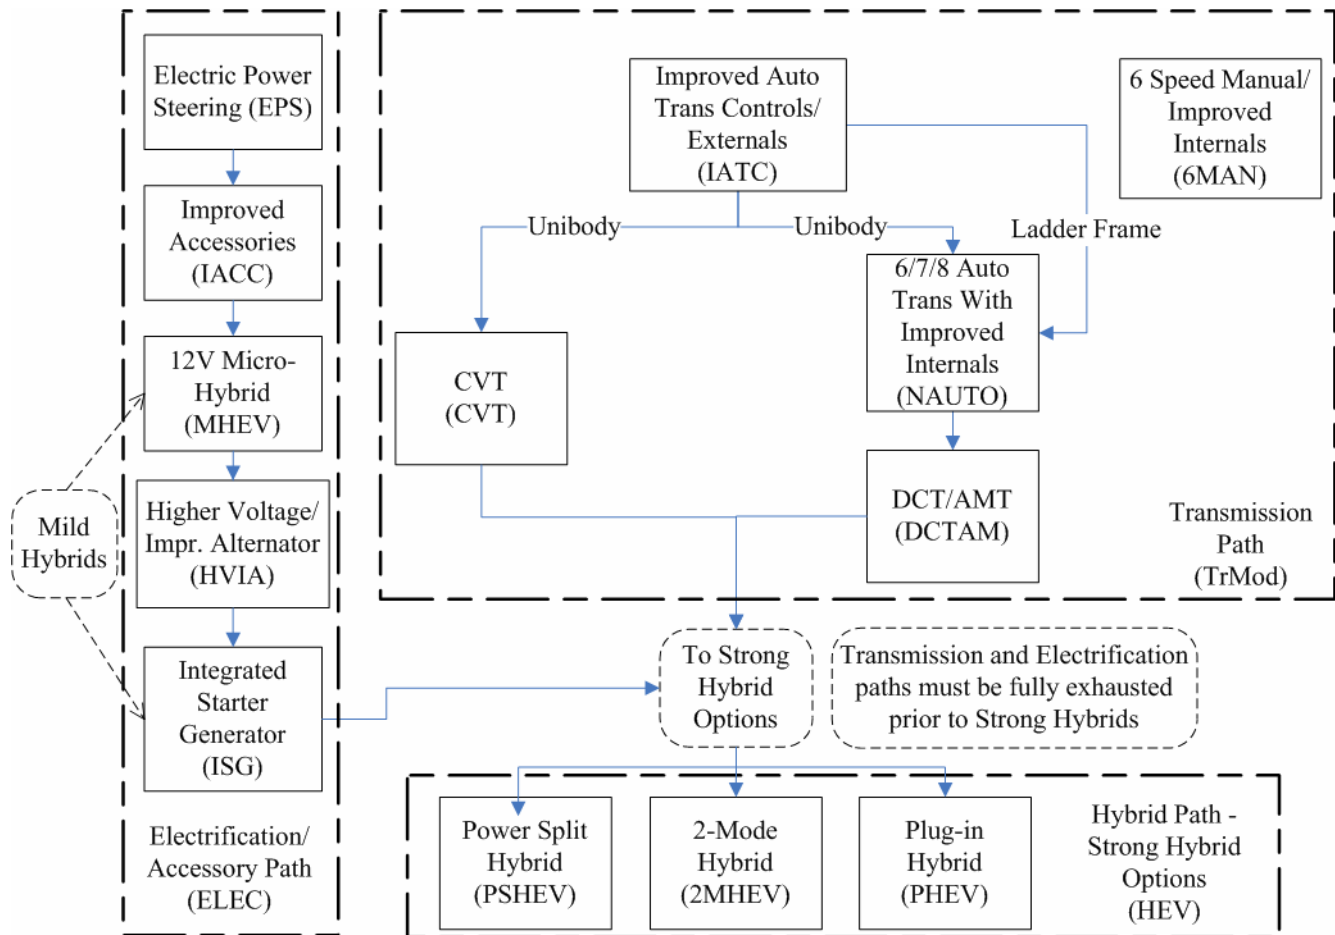 Electric Power
Steering (EPS)
Improved
Accessories
(IACC)
12V Micro-
Hybrid
(MHEV)
Higher Voltage/
Impr. Alternator
(HVIA)
Integrated
Starter
Generator
(ISG)
Electrification/
Accessory Path
(ELEC)
Mild
Hybrids
Improved Auto
Trans Controls/
Externals
(IATC)
6 Speed Manual/
Improved
Internals
(6MAN)
Unibody
Unibody
Ladder Frame
6/7/8 Auto
Trans With
Improved
Internals
(NAUTO)
CVT
(CVT)
DCT/AMT
(DCTAM)
Transmission
Path
(TrMod)
To Strong
Hybrid
Options
Transmission and Electrification
paths must be fully exhausted
prior to Strong Hybrids
Power Split
Hybrid
(PSHEV)
2-Mode
Hybrid
(2MHEV)
Plug-in
Hybrid
(PHEV)
Hybrid Path -
Strong Hybrid
Options
(HEV)